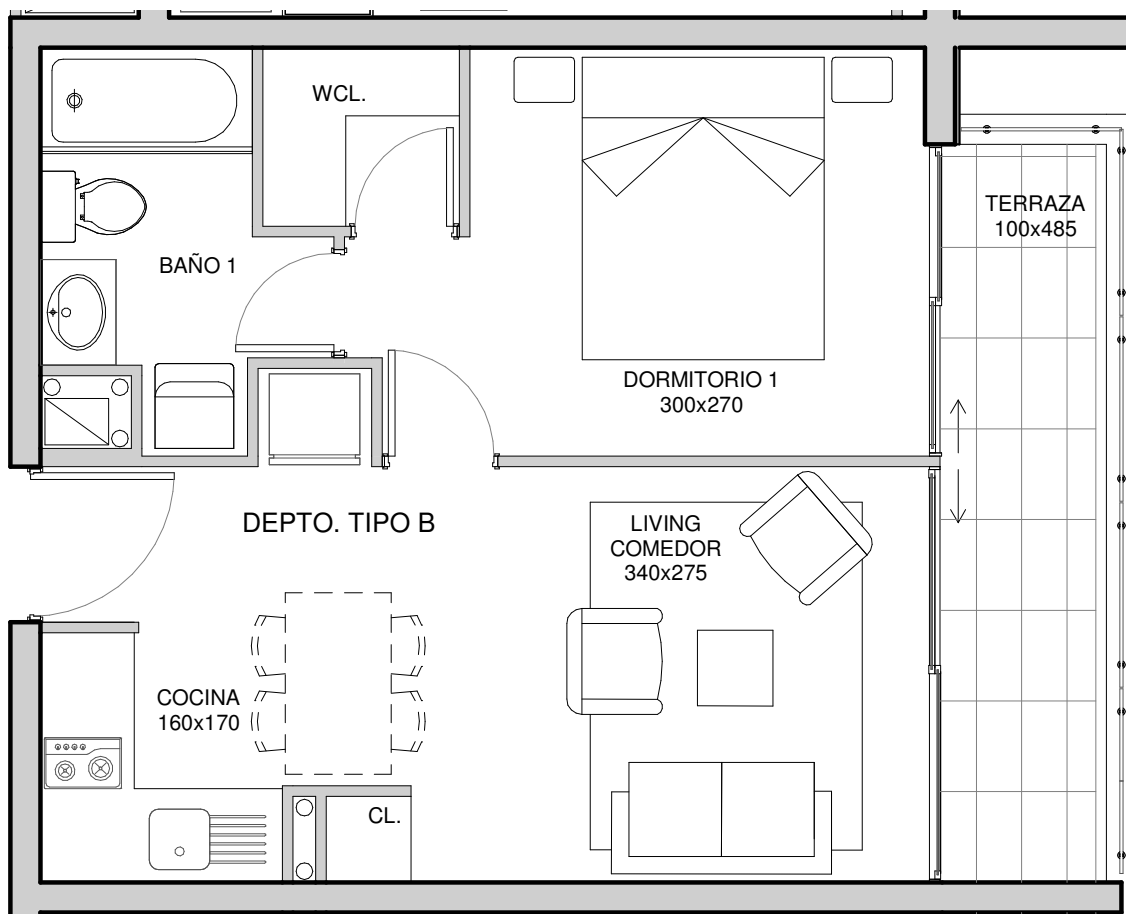 WCL.
TERRAZA
100x485
BAÑO 1
DORMITORIO 1
300x270
DEPTO. TIPO B
LIVING
COMEDOR
340x275
COCINA
160x170
CL.